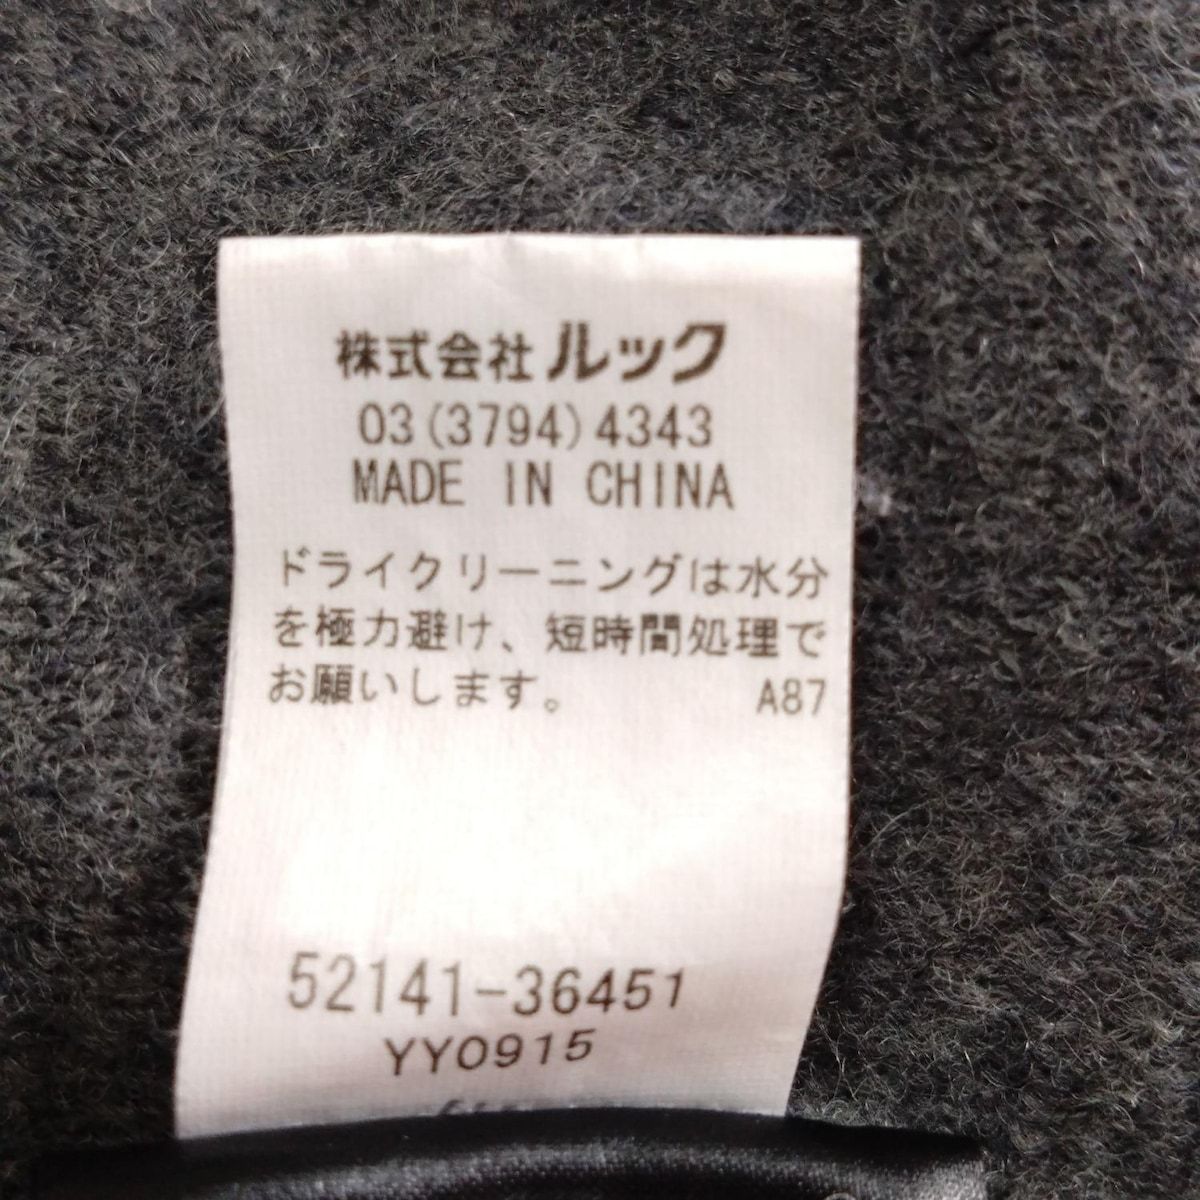 株式会社 ルック
03(3794)4343
MADE IN CHINA
ドライクリーニングは水分
を極力避け、短時間処理で
お願いします。 A87
52141-36451
YY0915